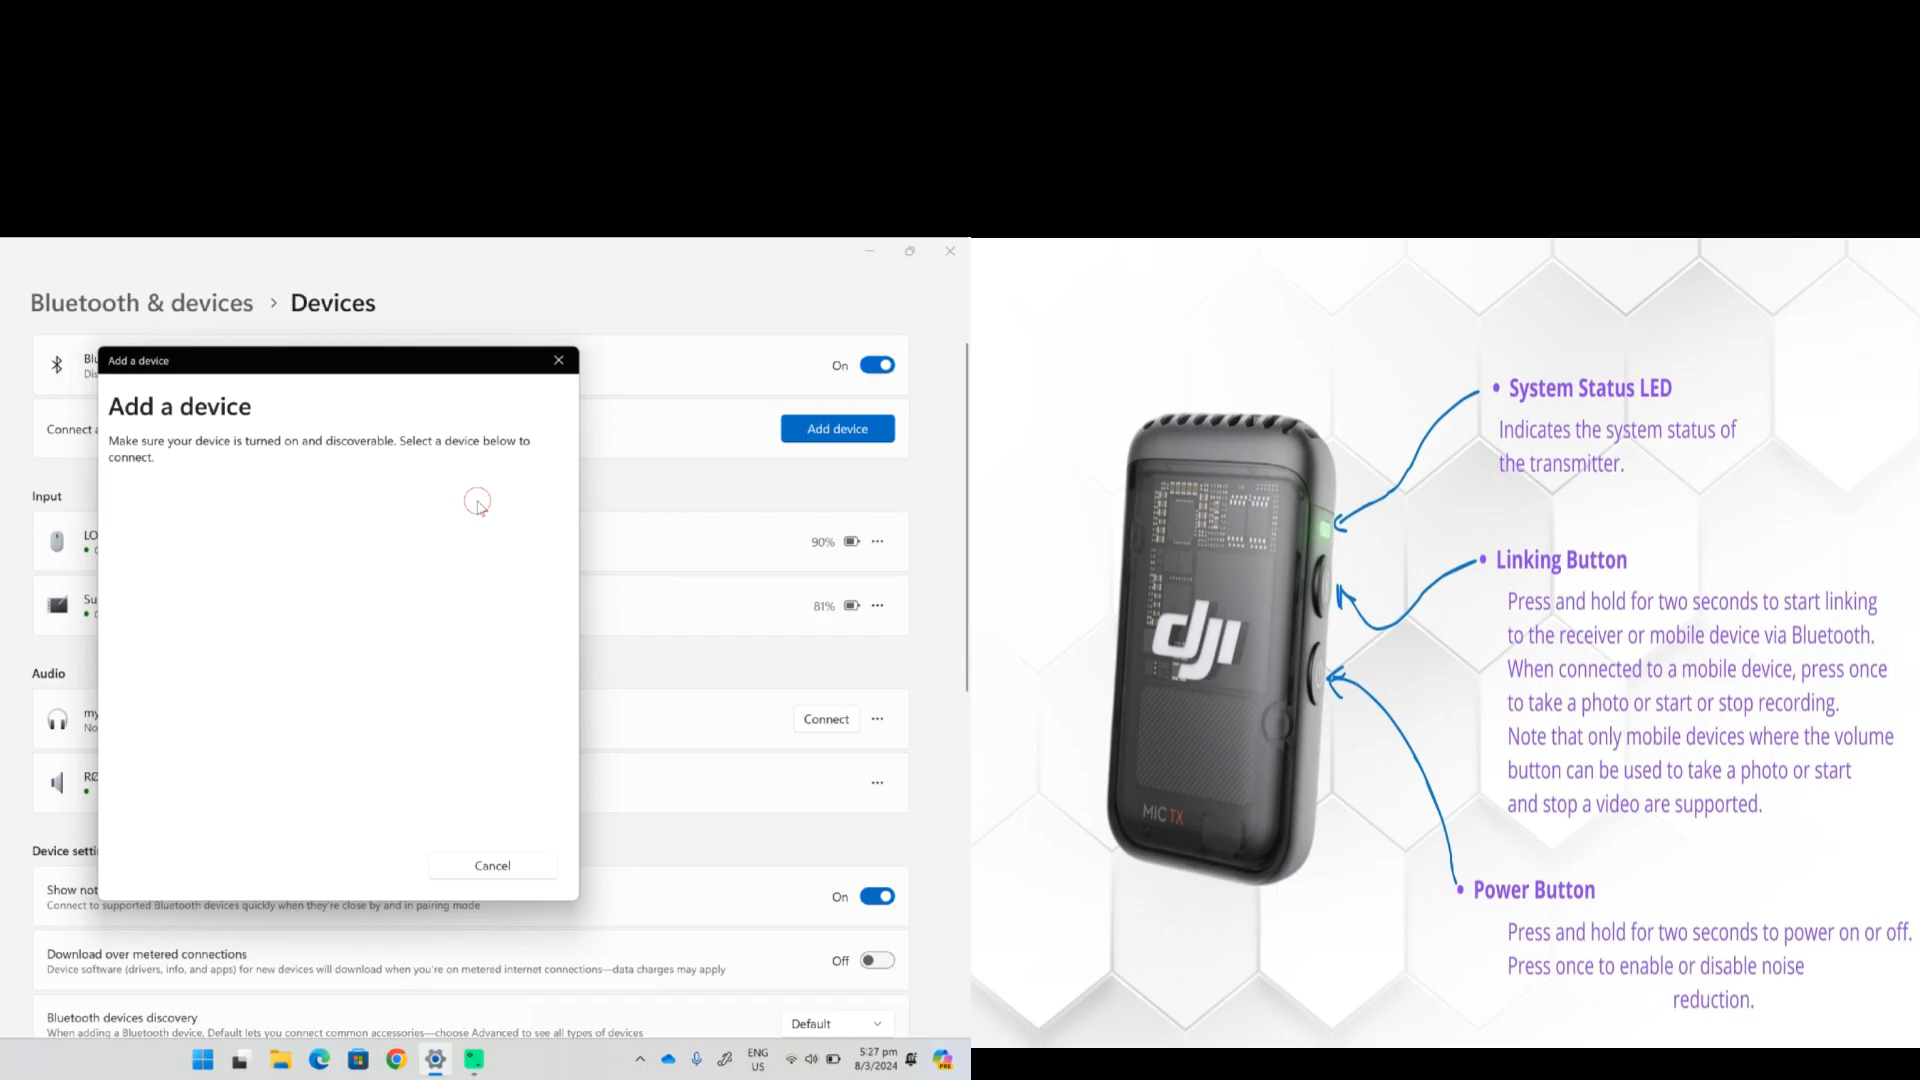 Bluetooth & devices > Devices
Blu
Dis
On
Add a device
Add a device
Make sure your device is turned on and discoverable. Select a device below to
connect.
Cancel
Connect a
Add device
Input
LO
90%
Su
81%
Audio
my
No
Connect
RØ
Device setti
Show not
Connect to supported Bluetooth devices quickly when they're close by and in pairing mode
On
Download over metered connections
Device software (drivers, info, and apps) for new devices will download when you're on metered internet connections—data charges may apply
Off
Bluetooth devices discovery
When adding a Bluetooth device, Default lets you connect common accessories—choose Advanced to see all types of devices
Default
ENG
US
5:27 pm
8/3/2024
PRE
dji
MIC TX
• System Status LED
Indicates the system status of
the transmitter.
• Linking Button
Press and hold for two seconds to start linking
to the receiver or mobile device via Bluetooth.
When connected to a mobile device, press once
to take a photo or start or stop recording.
Note that only mobile devices where the volume
button can be used to take a photo or start
and stop a video are supported.
• Power Button
Press and hold for two seconds to power on or off.
Press once to enable or disable noise
reduction.